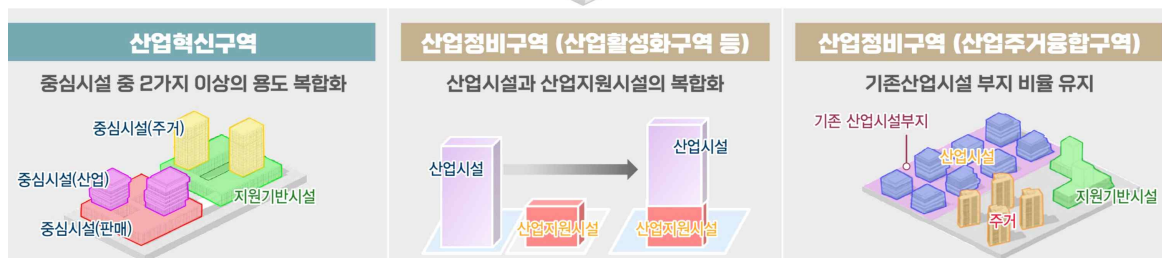 산업혁신구역
중심시설 중 2가지 이상의 용도 복합화
중심시설(주거)
중심시설(산업)
지원기반시설
중심시설(판매)
산업정비구역 (산업활성화구역 등)
산업시설과 산업지원시설의 복합화
산업시설
산업시설
산업지원시설
산업지원시설
산업정비구역 (산업주거융합구역)
기존산업시설 부지 비율 유지
기존 산업시설부지
산업시설
지원기반시설
주거